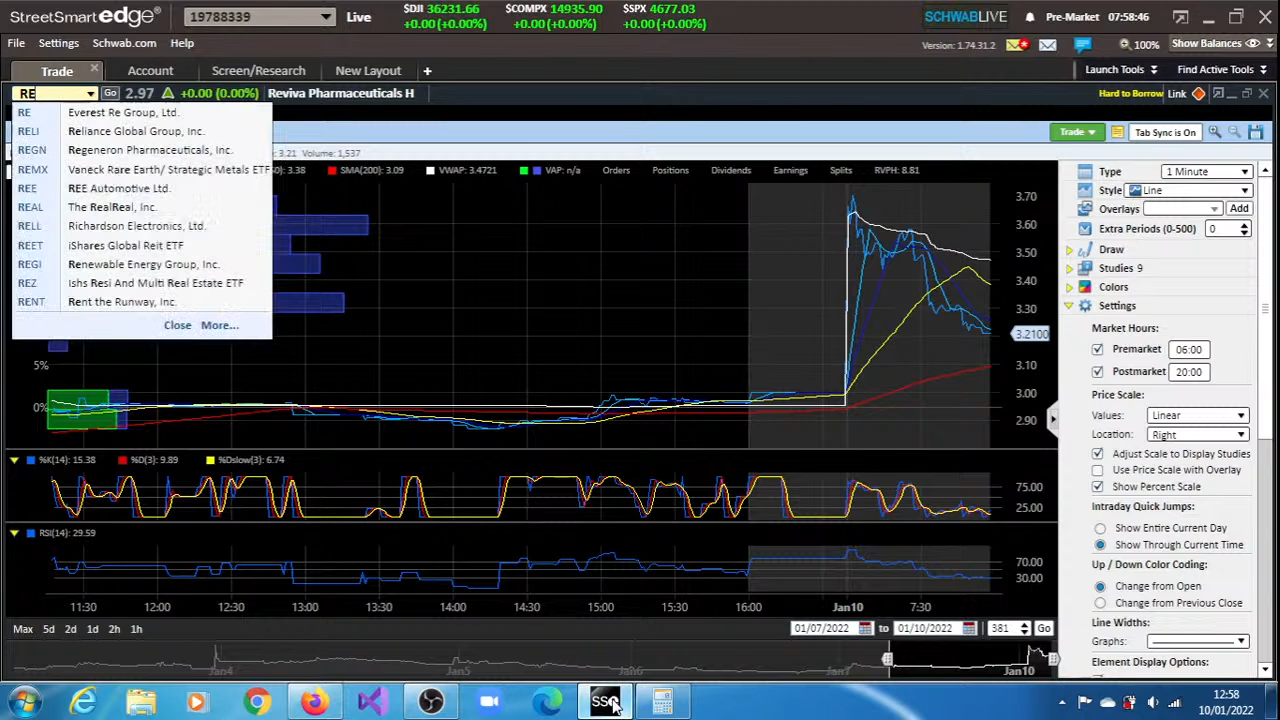 StreetSmart edge®
19788339
Live
$DJI 36231.66
+0.00 (+0.00%)
$COMPX 14935.90
+0.00 (+0.00%)
$SPX 4677.03
+0.00 (+0.00%)
SCHWABLIVE
Pre-Market
07:58:46
File Settings Schwab.com Help
Version: 1.74.31.2
100%
Show Balances
Trade Account Screen/Research New Layout +
Launch Tools
Find Active Tools
RE
Go
2.97
+0.00 (0.00%)
Reviva Pharmaceuticals H
Hard to Borrow
Link
RE Everest Re Group, Ltd.
RELI Reliance Global Group, Inc.
REGN Regeneron Pharmaceuticals, Inc.
REMX Vaneck Rare Earth/ Strategic Metals ETF
REE REE Automotive Ltd.
REAL The RealReal, Inc.
RELL Richardson Electronics, Ltd.
REET iShares Global Reit ETF
REGI Renewable Energy Group, Inc.
REZ Ishs Resi And Multi Real Estate ETF
RENT Rent the Runway, Inc.
Close More...
Trade
Tab Sync is On
3.21 Volume: 1,537
3.38
SMA(200): 3.09
VWAP: 3.4721
VAP: n/a
Orders
Positions
Dividends
Earnings
Splits
RVPH: 8.81
3.70
3.60
3.50
3.40
3.30
3.2100
3.10
3.00
2.90
5%
0%
%K(14): 15.38
%D(3): 9.89
%Dslow(3): 6.74
75.00
25.00
RSI(14): 29.59
70.00
30.00
11:30 12:00 12:30 13:00 13:30 14:00 14:30 15:00 15:30 16:00 Jan10 7:30
Max 5d 2d 1d 2h 1h
01/07/2022 to 01/10/2022 381 Go
Jan4 Jan5 Jan6 Jan7 Jan10
Type 1 Minute
Style Line
Overlays Add
Extra Periods (0-500) 0
Draw
Studies 9
Colors
Settings
Market Hours:
Premarket 06:00
Postmarket 20:00
Price Scale:
Values: Linear
Location: Right
Adjust Scale to Display Studies
Use Price Scale with Overlay
Show Percent Scale
Intraday Quick Jumps:
Show Entire Current Day
Show Through Current Time
Up / Down Color Coding:
Change from Open
Change from Previous Close
Line Widths:
Graphs:
Element Display Options:
12:58
10/01/2022